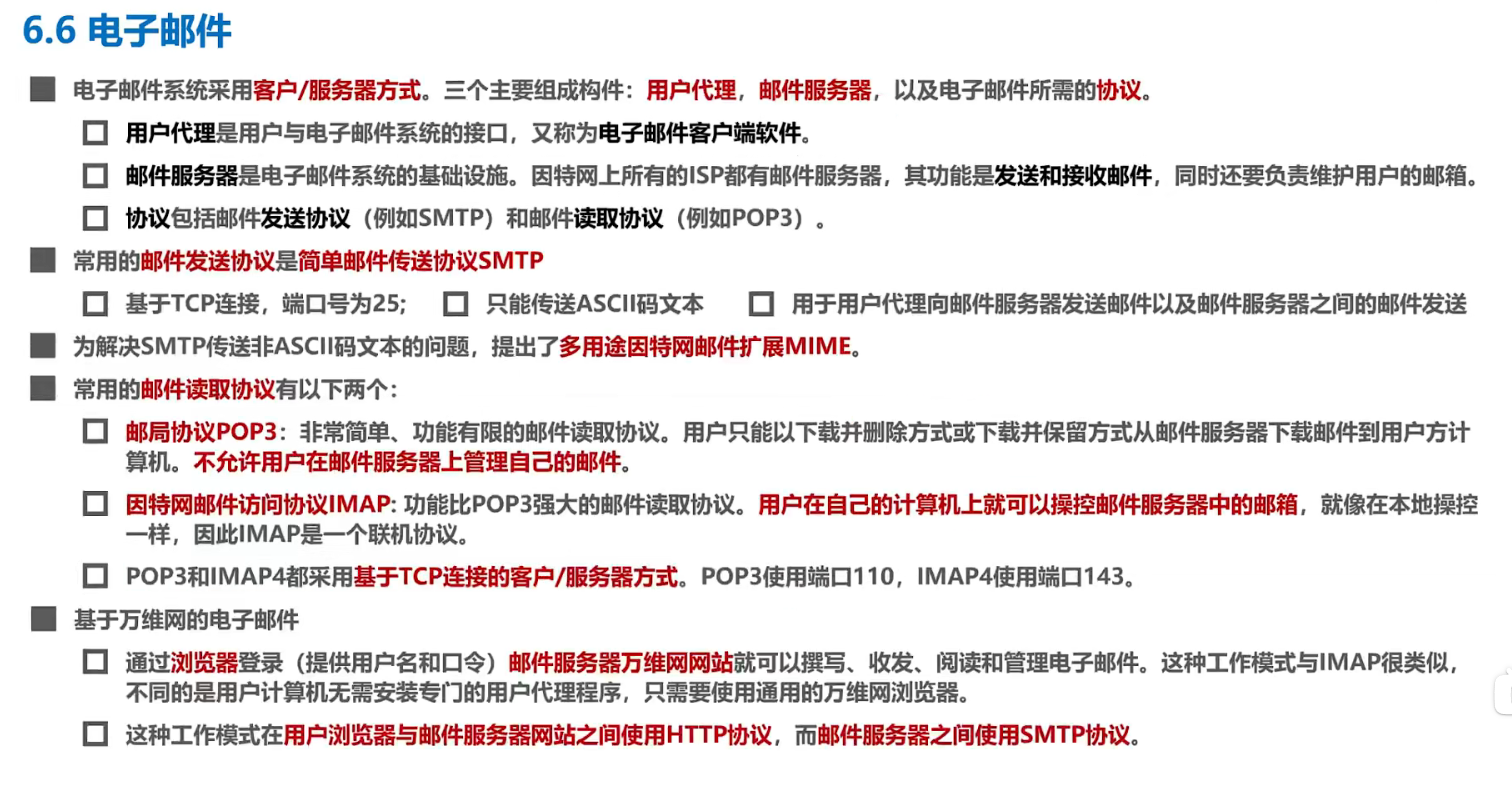 6.6 电子邮件
电子邮件系统采用客户/服务器方式。三个主要组成构件：用户代理，邮件服务器，以及电子邮件所需的协议。
用户代理是用户与电子邮件系统的接口，又称为电子邮件客户端软件。
邮件服务器是电子邮件系统的基础设施。因特网上所有的ISP都有邮件服务器，其功能是发送和接收邮件，同时还要负责维护用户的邮箱。
协议包括邮件发送协议（例如SMTP）和邮件读取协议（例如POP3）。
常用的邮件发送协议是简单邮件传送协议SMTP
基于TCP连接，端口号为25; 只能传送ASCII码文本 用于用户代理向邮件服务器发送邮件以及邮件服务器之间的邮件发送
为解决SMTP传送非ASCII码文本的问题，提出了多用途因特网邮件扩展MIME。
常用的邮件读取协议有以下两个：
邮局协议POP3：非常简单、功能有限的邮件读取协议。用户只能以下载并删除方式或下载并保留方式从邮件服务器下载邮件到用户方计
算机。不允许用户在邮件服务器上管理自己的邮件。
因特网邮件访问协议IMAP: 功能比POP3强大的邮件读取协议。用户在自己的计算机上就可以操控邮件服务器中的邮箱，就像在本地操控
一样，因此IMAP是一个联机协议。
POP3和IMAP4都采用基于TCP连接的客户/服务器方式。POP3使用端口110，IMAP4使用端口143。
基于万维网的电子邮件
通过浏览器登录（提供用户名和口令）邮件服务器万维网网站就可以撰写、收发、阅读和管理电子邮件。这种工作模式与IMAP很类似，
不同的是用户计算机无需安装专门的用户代理程序，只需要使用通用的万维网浏览器。
这种工作模式在用户浏览器与邮件服务器网站之间使用HTTP协议，而邮件服务器之间使用SMTP协议。